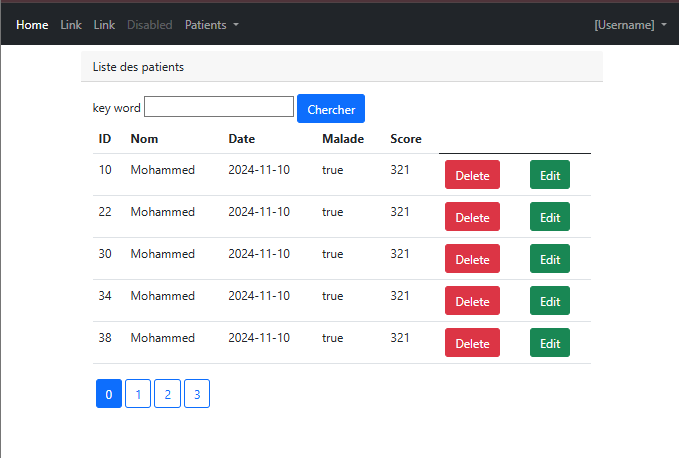 Home Link Link Disabled Patients [Username]
Liste des patients
key word Chercher
ID Nom Date Malade Score
10 Mohammed 2024-11-10 true 321 Delete Edit
22 Mohammed 2024-11-10 true 321 Delete Edit
30 Mohammed 2024-11-10 true 321 Delete Edit
34 Mohammed 2024-11-10 true 321 Delete Edit
38 Mohammed 2024-11-10 true 321 Delete Edit
0 1 2 3